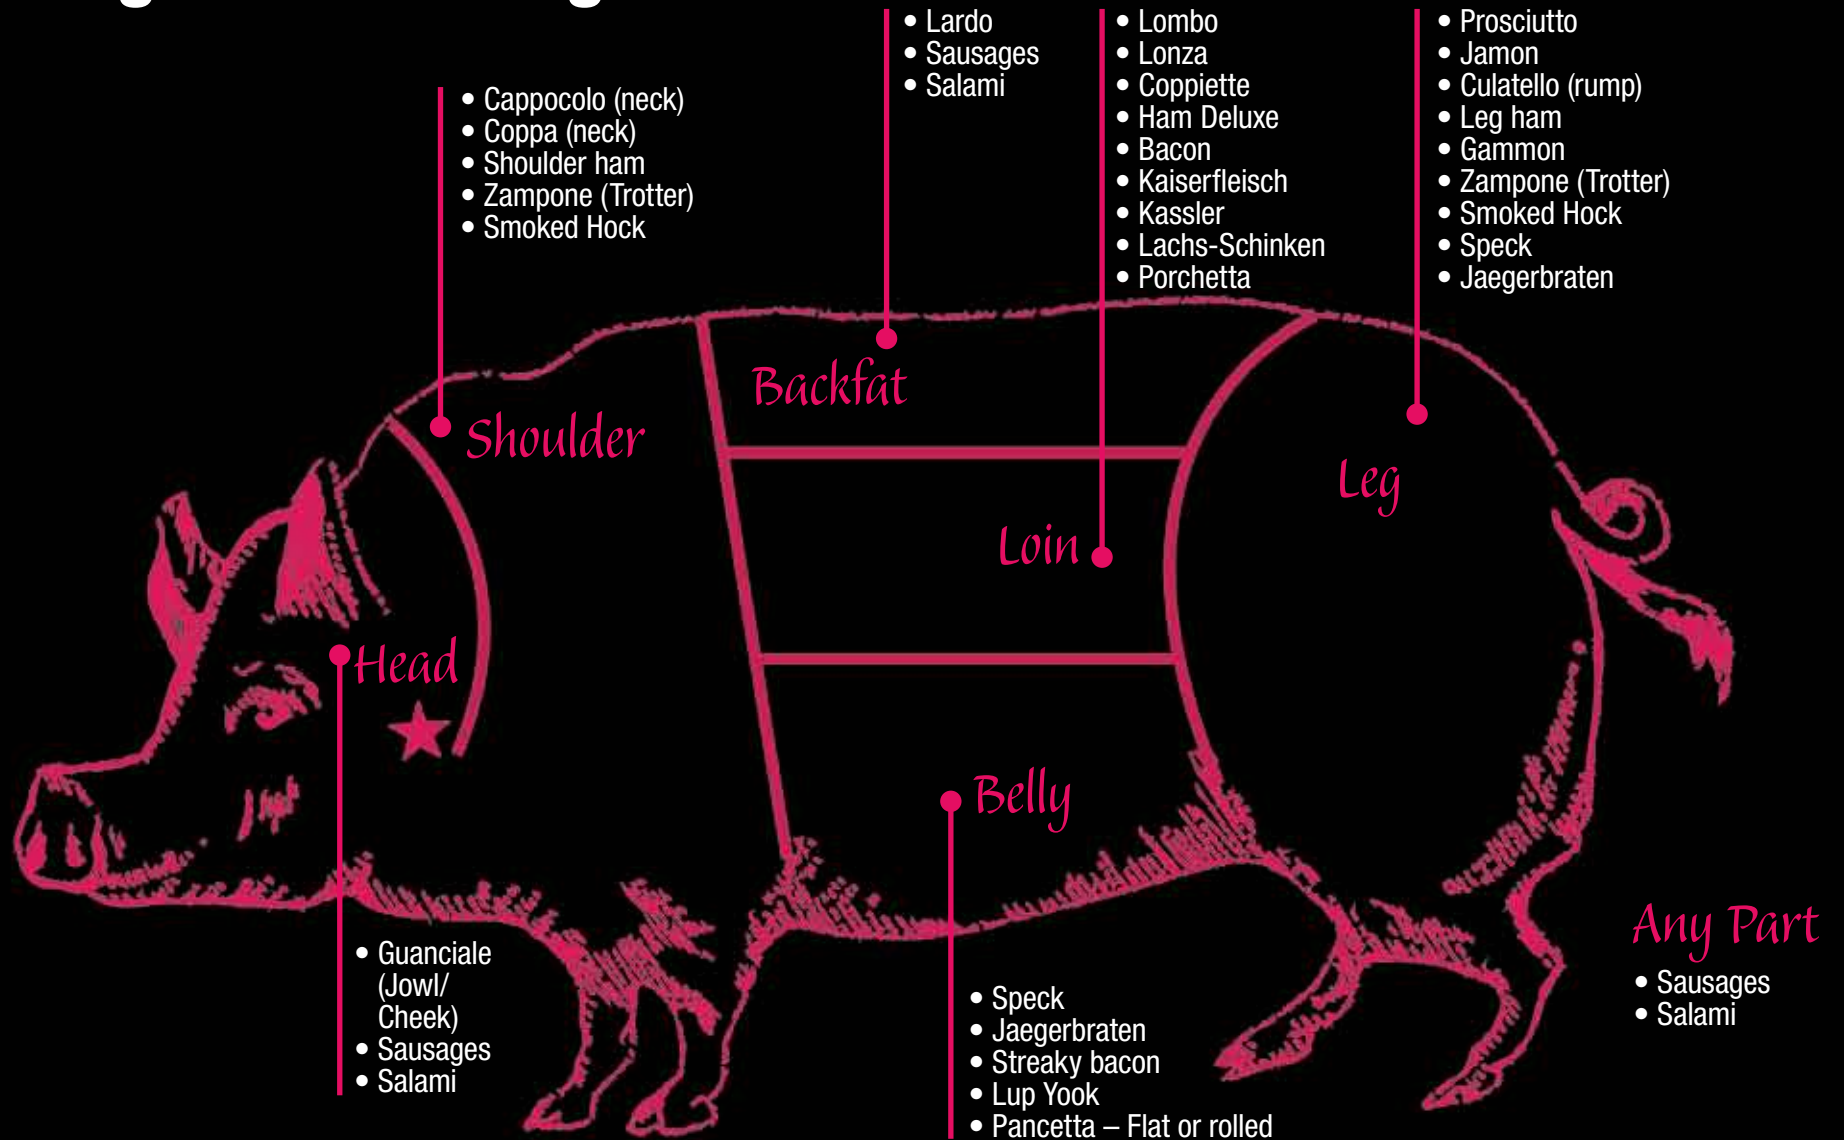 • Lardo
• Sausages
• Salami
• Lombo
• Lonza
• Coppiette
• Ham Deluxe
• Bacon
• Kaiserfleisch
• Kassler
• Lachs-Schinken
• Porchetta
• Prosciutto
• Jamon
• Culatello (rump)
• Leg ham
• Gammon
• Zampone (Trotter)
• Smoked Hock
• Speck
• Jaegerbraten
• Cappocolo (neck)
• Coppa (neck)
• Shoulder ham
• Zampone (Trotter)
• Smoked Hock
Backfat
Shoulder
Leg
Loin
Head
Belly
• Guanciale
(Jowl/
Cheek)
• Sausages
• Salami
• Speck
• Jaegerbraten
• Streaky bacon
• Lup Yook
• Pancetta – Flat or rolled
Any Part
• Sausages
• Salami